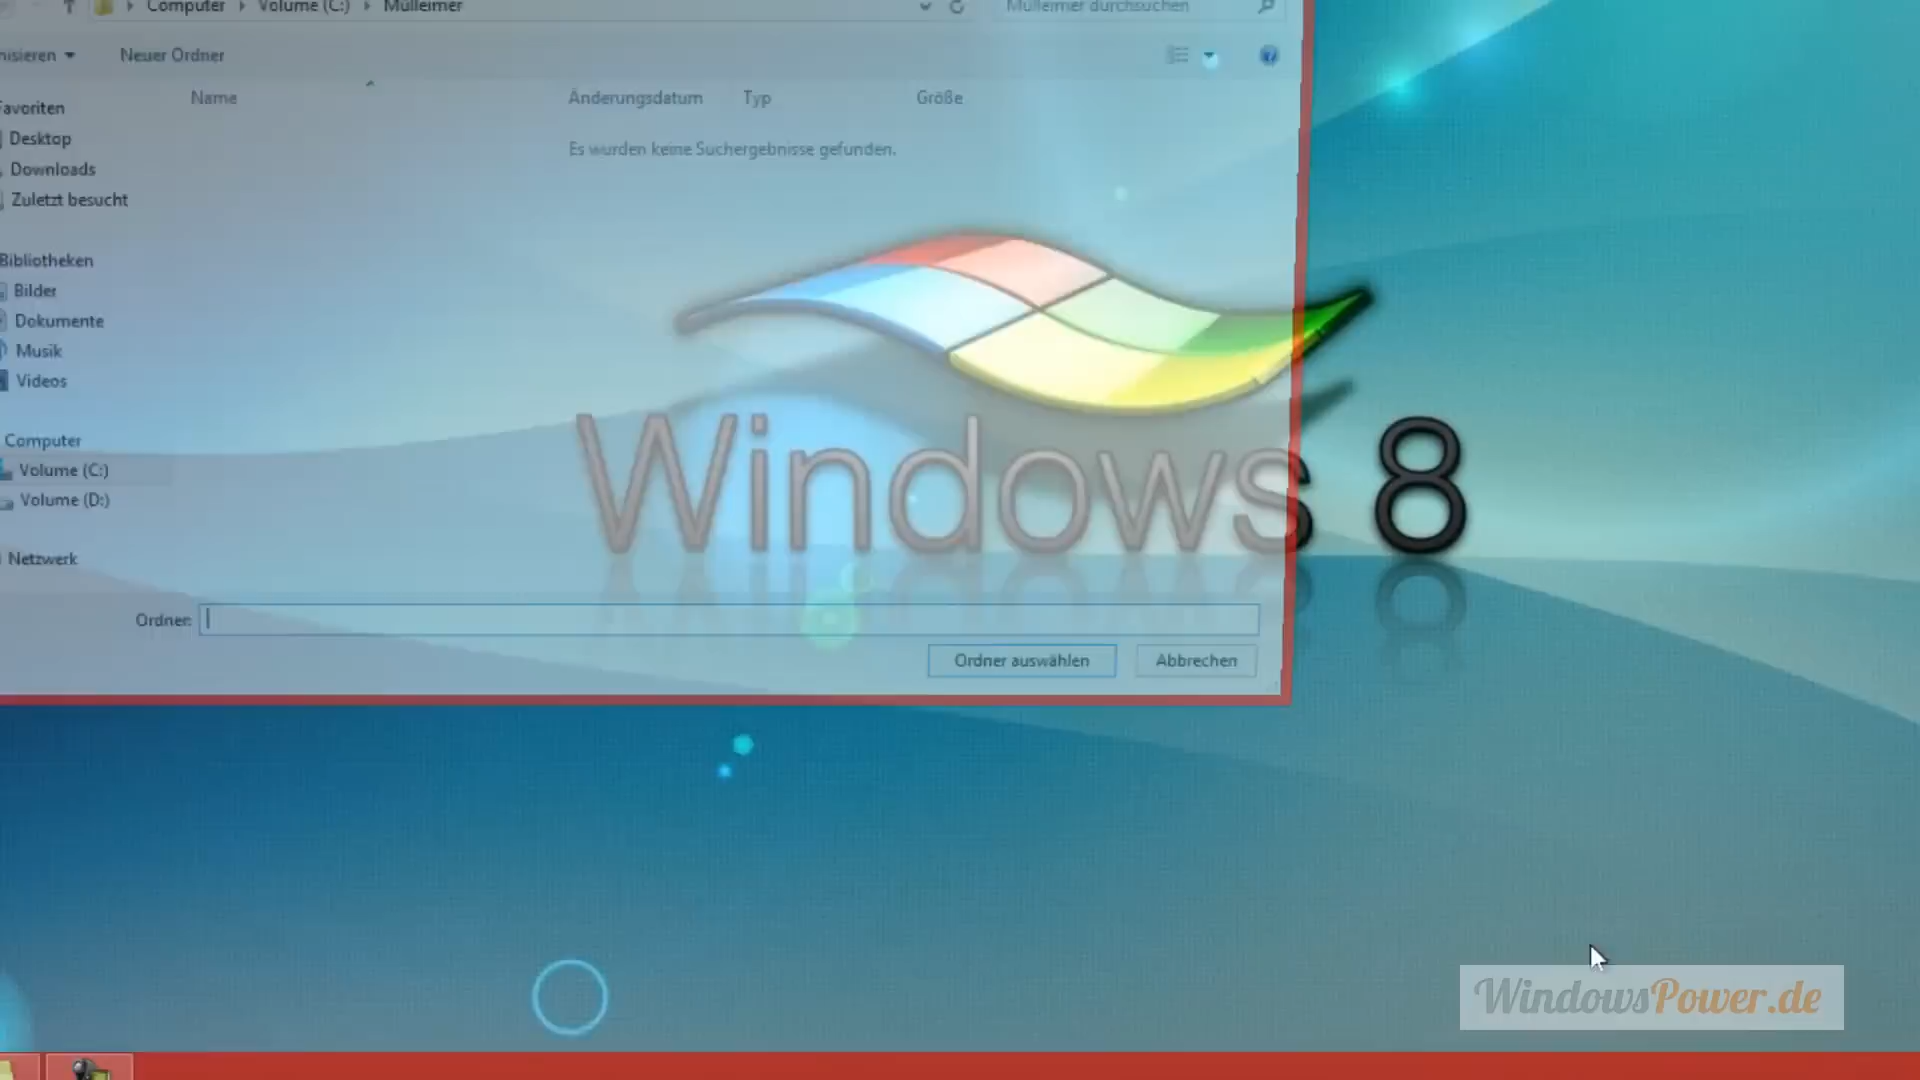 Computer Volume (C:) Mülleimer
Mülleimer durchsuchen
nisieren
Neuer Ordner
Name
Änderungsdatum
Typ
Größe
Es wurden keine Suchergebnisse gefunden.
Favoriten
Desktop
Downloads
Zuletzt besucht
Bibliotheken
Bilder
Dokumente
Musik
Videos
Computer
Volume (C:)
Volume (D:)
Netzwerk
Windows 8
Ordner:
Ordner auswählen
Abbrechen
WindowsPower.de